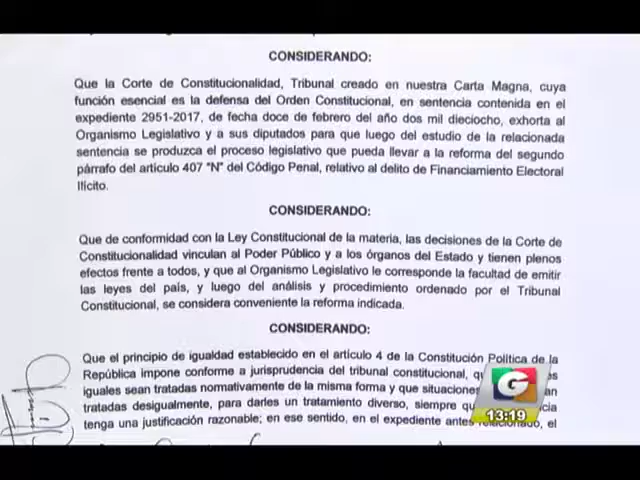 CONSIDERANDO:
Que la Corte de Constitucionalidad, Tribunal creado en nuestra Carta Magna, cuya
función esencial es la defensa del Orden Constitucional, en sentencia contenida en el
expediente 2951-2017, de fecha doce de febrero del año dos mil dieciocho, exhorta al
Organismo Legislativo y a sus diputados para que luego del estudio de la relacionada
sentencia se produzca el proceso legislativo que pueda llevar a la reforma del segundo
párrafo del articulo 407 "N" del Código Penal, relativo al delito de Financiamiento Electoral
Ilícito.
CONSIDERANDO:
Que de conformidad con la Ley Constitucional de la materia, las decisiones de la Corte de
Constitucionalidad vinculan al Poder Público y a los órganos del Estado y tienen plenos
efectos frente a todos, y que al Organismo Legislativo le corresponde la facultad de emitir
las leyes del país, y luego del análisis y procedimiento ordenado por el Tribunal
Constitucional, se considera conveniente la reforma indicada.
CONSIDERANDO:
Que el principio de igualdad establecido en el articulo 4 de la Constitución Política de la
República impone conforme a jurisprudencia del tribunal constitucional,
iguales sean tratadas normativamente de la misma forma y que
tratadas desigualmente, para darles un tratamiento diverso, siempre
tenga una justificación razonable; en ese sentido, en el expediente antes relacionado, el
G
13:19